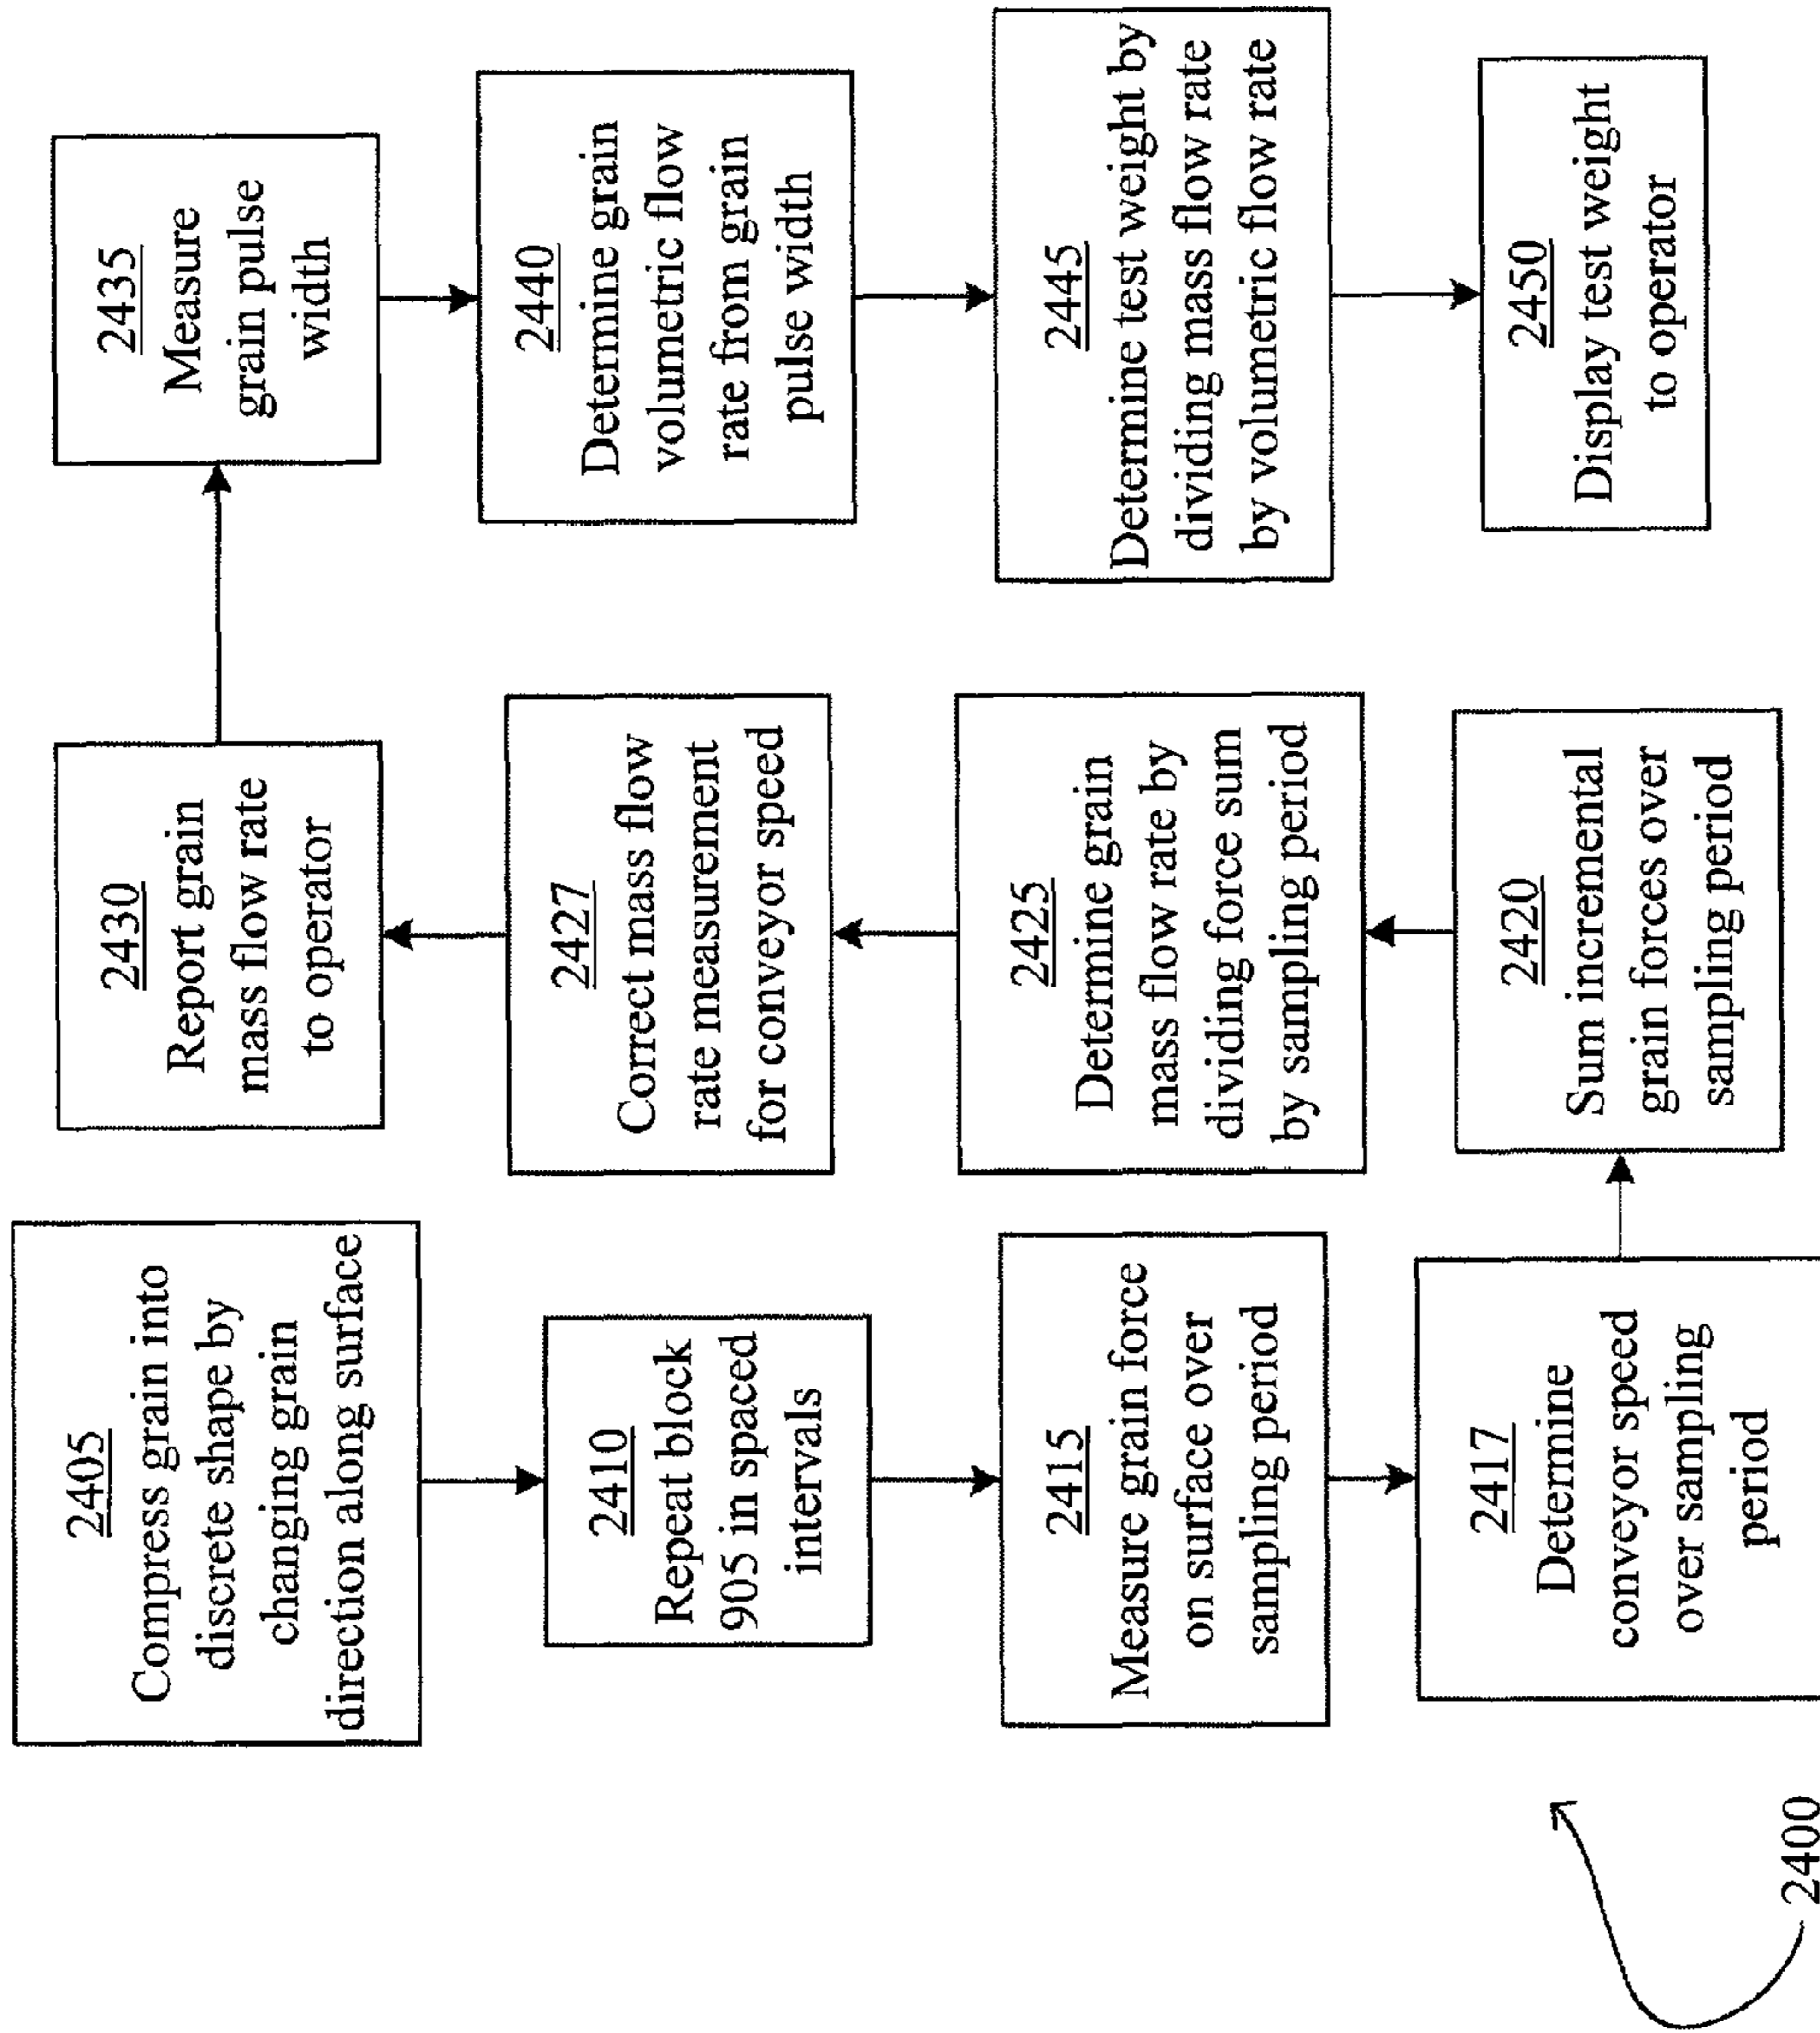 2405
Compress grain into
discrete shape by
changing grain
direction along surface
2410
Repeat block
905 in spaced
intervals
2415
Measure grain force
on surface over
sampling period
2417
Determine
conveyor speed
over sampling
period
2420
Sum incremental
grain forces over
sampling period
2425
Determine grain
mass flow rate by
dividing force sum
by sampling period
2427
Correct mass flow
rate measurement
for conveyor speed
2430
Report grain
mass flow rate
to operator
2435
Measure
grain pulse
width
2440
Determine grain
volumetric flow
rate from grain
pulse width
2445
Determine test weight by
dividing mass flow rate
by volumetric flow rate
2450
Display test weight
to operator
2400